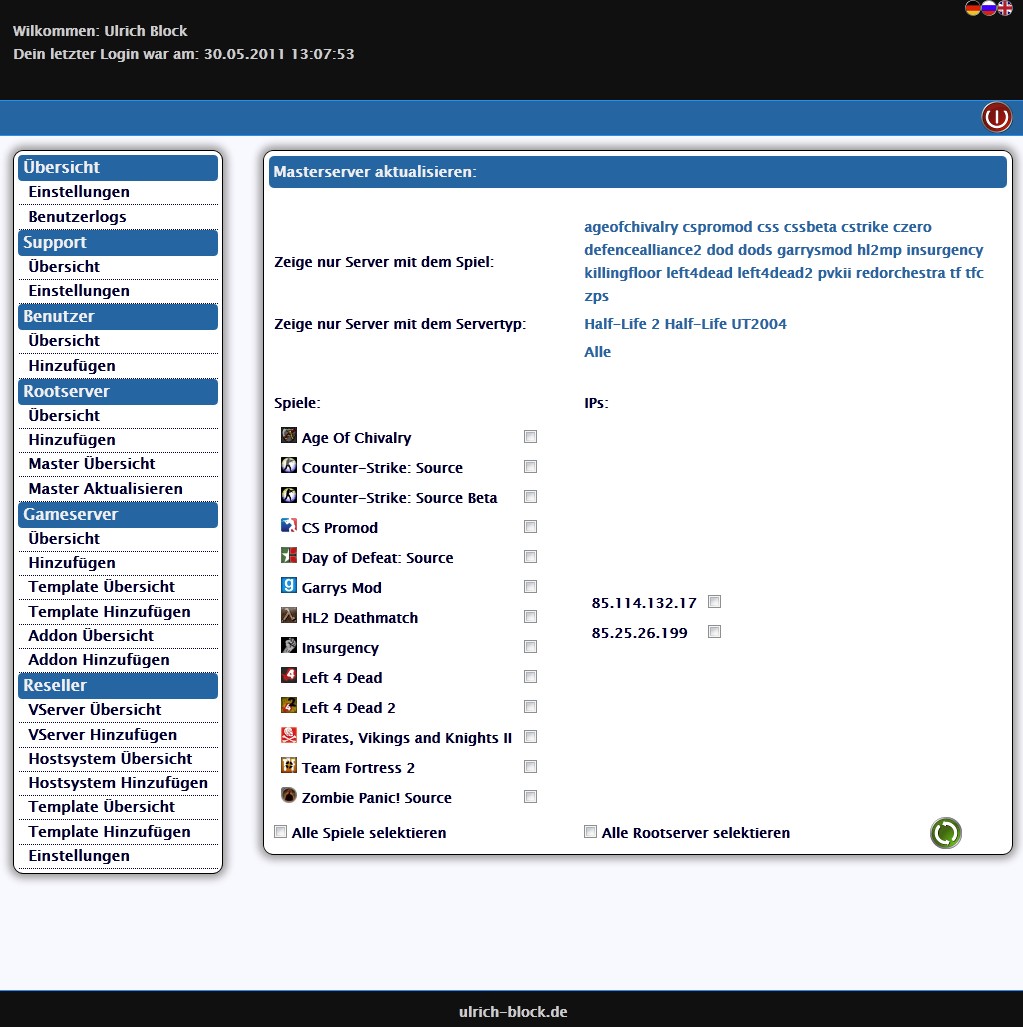 Wilkommen: Ulrich Block
Dein letzter Login war am: 30.05.2011 13:07:53
Übersicht
Einstellungen
Benutzerlogs
Support
Übersicht
Einstellungen
Benutzer
Übersicht
Hinzufügen
Rootserver
Übersicht
Hinzufügen
Master Übersicht
Master Aktualisieren
Gameserver
Übersicht
Hinzufügen
Template Übersicht
Template Hinzufügen
Addon Übersicht
Addon Hinzufügen
Reseller
VServer Übersicht
VServer Hinzufügen
Hostsystem Übersicht
Hostsystem Hinzufügen
Template Übersicht
Template Hinzufügen
Einstellungen
Masterserver aktualisieren:
Zeige nur Server mit dem Spiel:
ageofchivalry cspromod css cssbeta cstrike czero
defencealliance2 dod dods garrysmod hl2mp insurgency
killingfloor left4dead left4dead2 pvkii redorchestra tf tfc
zps
Zeige nur Server mit dem Servertyp: Half-Life 2 Half-Life UT2004
Alle
Spiele: IPs:
Age Of Chivalry
Counter-Strike: Source
Counter-Strike: Source Beta
CS Promod
Day of Defeat: Source
Garrys Mod
HL2 Deathmatch
Insurgency
Left 4 Dead
Left 4 Dead 2
Pirates, Vikings and Knights II
Team Fortress 2
Zombie Panic! Source
85.114.132.17
85.25.26.199
Alle Spiele selektieren Alle Rootserver selektieren
ulrich-block.de